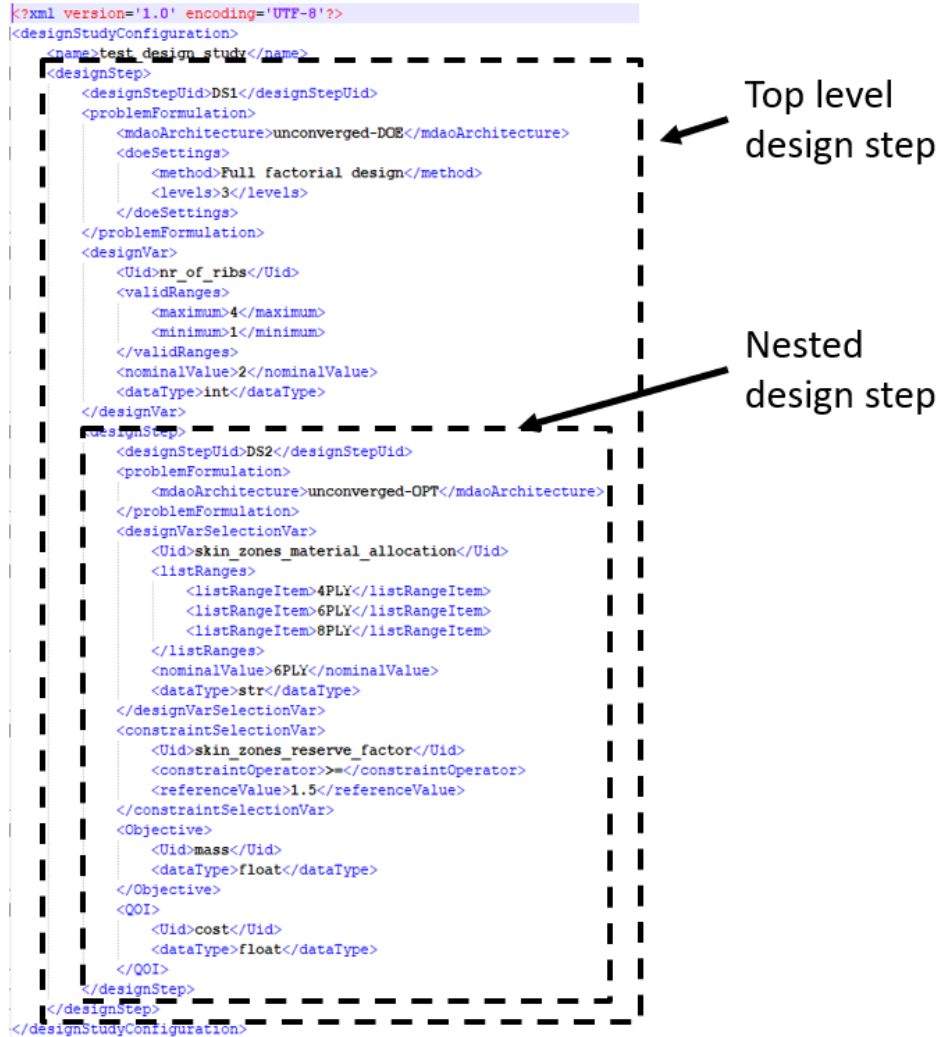 <?xml version='1.0' encoding='UTF-8'?>
<designStudyConfiguration>
<name>test_design_study</name>
<designStep>
<designStepUid>DS1</designStepUid>
<problemFormulation>
<mdaoArchitecture>unconverged-DOE</mdaoArchitecture>
<doeSettings>
<method>Full factorial design</method>
<levels>3</levels>
</doeSettings>
</problemFormulation>
<designVar>
<Uid>nr_of_ribs</Uid>
<validRanges>
<maximum>4</maximum>
<minimum>1</minimum>
</validRanges>
<nominalValue>2</nominalValue>
<dataType>int</dataType>
</designVar>
<designStep>
<designStepUid>DS2</designStepUid>
<problemFormulation>
<mdaoArchitecture>unconverged-OPT</mdaoArchitecture>
</problemFormulation>
<designVarSelectionVar>
<Uid>skin_zones_material_allocation</Uid>
<listRanges>
<listRangeItem>4PLY</listRangeItem>
<listRangeItem>6PLY</listRangeItem>
<listRangeItem>8PLY</listRangeItem>
</listRanges>
<nominalValue>6PLY</nominalValue>
<dataType>str</dataType>
</designVarSelectionVar>
<constraintSelectionVar>
<Uid>skin_zones_reserve_factor</Uid>
<constraintOperator>>=</constraintOperator>
<referenceValue>1.5</referenceValue>
</constraintSelectionVar>
<Objective>
<Uid>mass</Uid>
<dataType>float</dataType>
</Objective>
<QOI>
<Uid>cost</Uid>
<dataType>float</dataType>
</QOI>
</designStep>
</designStep>
</designStudyConfiguration>
Top level
design step
Nested
design step